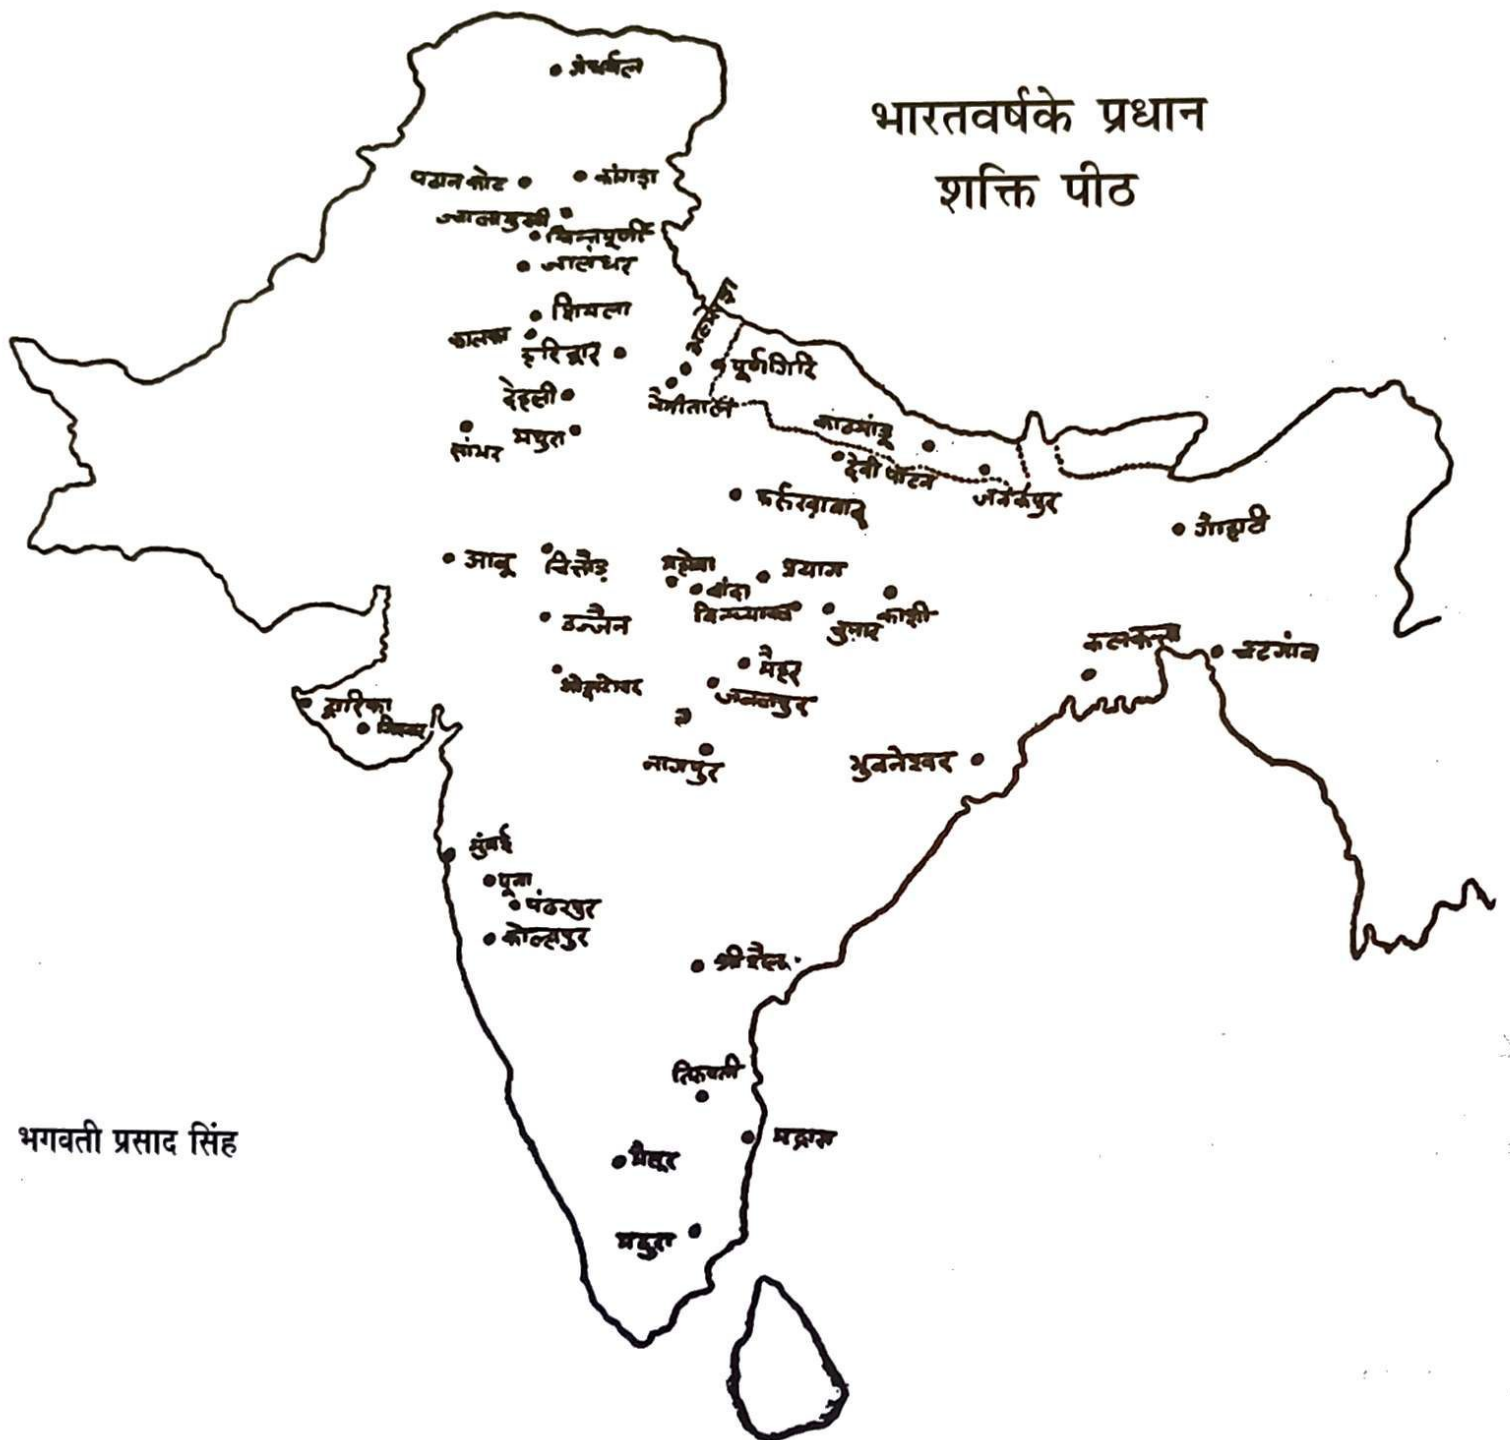 भारतवर्षके प्रधान
शक्ति पीठ
पठानकोट
कांगड़ा
ज्वालामुखी
चिन्तपूर्णी
जालंधर
शिमला
कालका
हरिद्वार
पूर्णागिरि
देहली
नैनीताल
सांभर
मथुरा
काठमांडू
देवी पाटन
जनकपुर
फर्रुखाबाद
गौहाटी
आबू
चित्तौड़
महोबा
प्रयाग
बांदा
विन्ध्याचल
चुनार
काशी
उज्जैन
कलकत्ता
चटगांव
मैहर
ओंकारेश्वर
जबलपुर
द्वारिका
गिरनार
नागपुर
भुवनेश्वर
मुंबई
पूना
पंढरपुर
कोल्हापुर
श्रीशैल
तिरुपती
भगवती प्रसाद सिंह
मद्रास
मैसूर
मदुरा